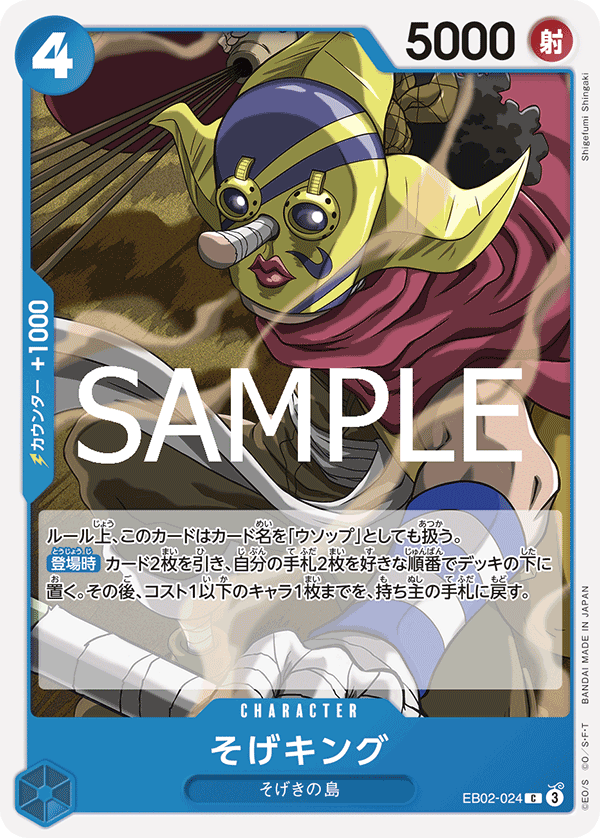 4
5000
射
Shigefumi Shingaki
カウンター +1000
SAMPLE
ルール上、このカードはカード名を「ウソップ」としても扱う。
登場時 カード2枚を引き、自分の手札2枚を好きな順番でデッキの下に
置く。その後、コスト1以下のキャラ1枚までを、持ち主の手札に戻す。
CHARACTER
そげキング
そげきの島
EB02-024 C 3
©E.O/S ©O/S・F・T BANDAI MADE IN JAPAN